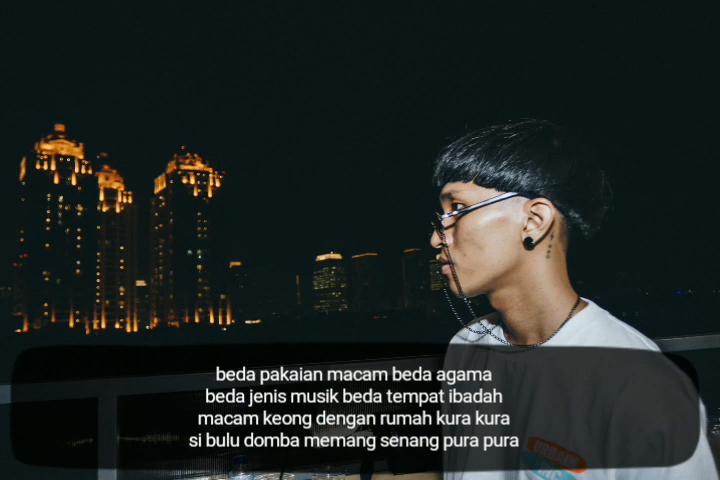 beda pakaian macam beda agama
beda jenis musik beda tempat ibadah
macam keong dengan rumah kura kura
si bulu domba memang senang pura pura